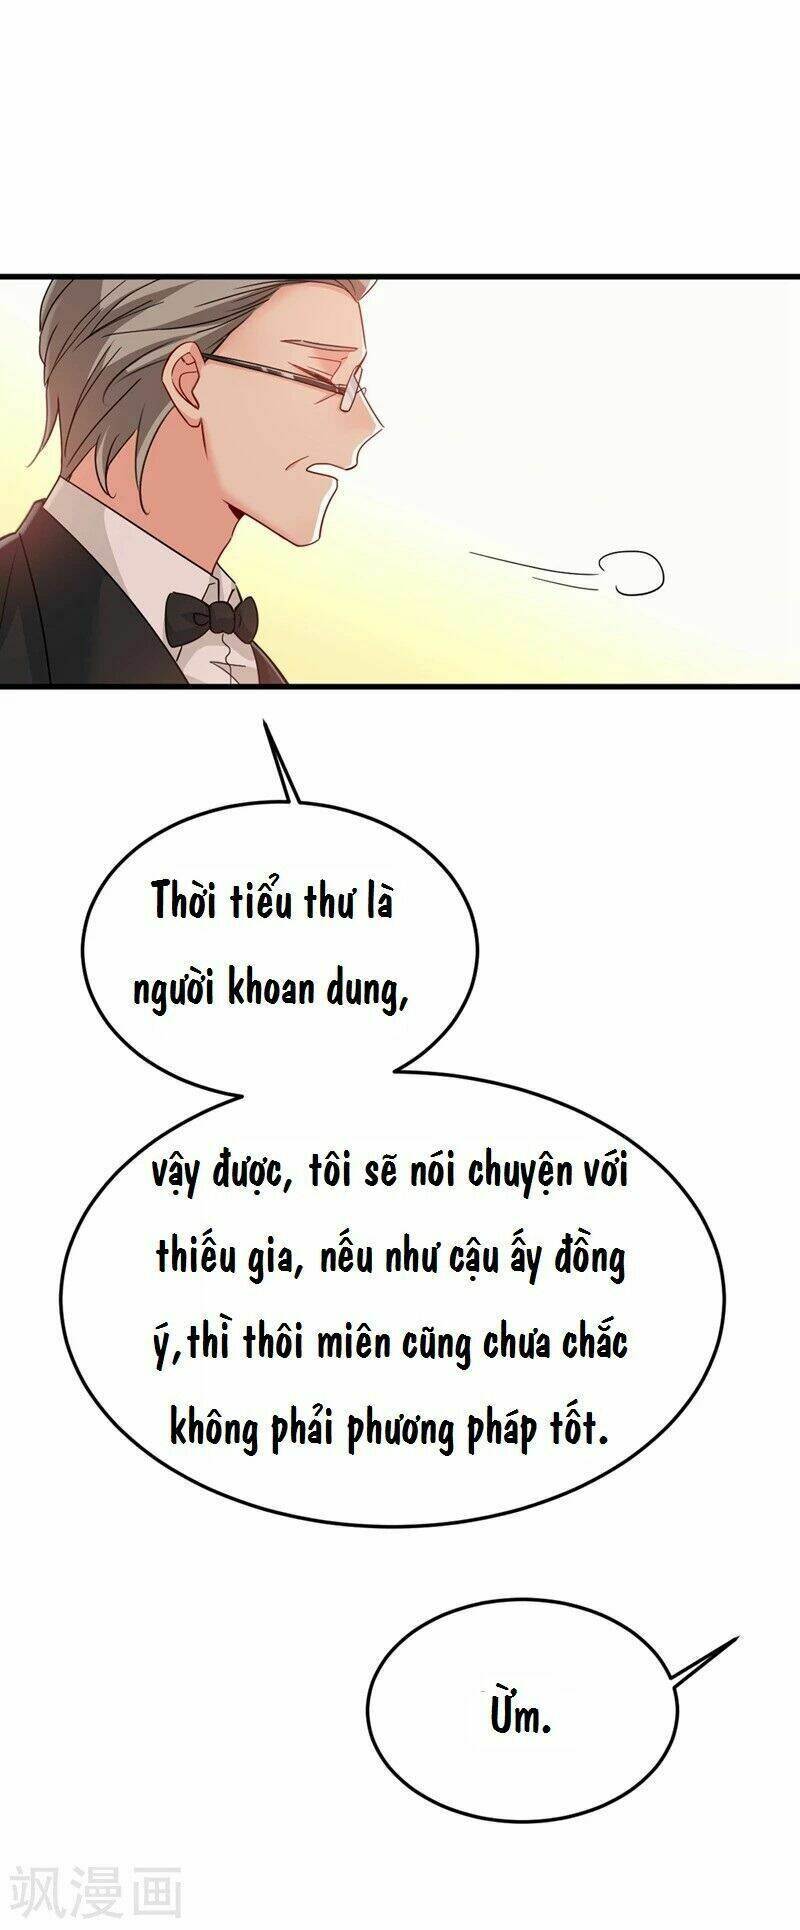 Thời tiểu thư là
người khoan dung,
vậy được, tôi sẽ nói chuyện với
thiếu gia, nếu như cậu ấy đồng
ý,thì thôi miên cũng chưa chắc
không phải phương pháp tốt.
Ừm.
飒漫画